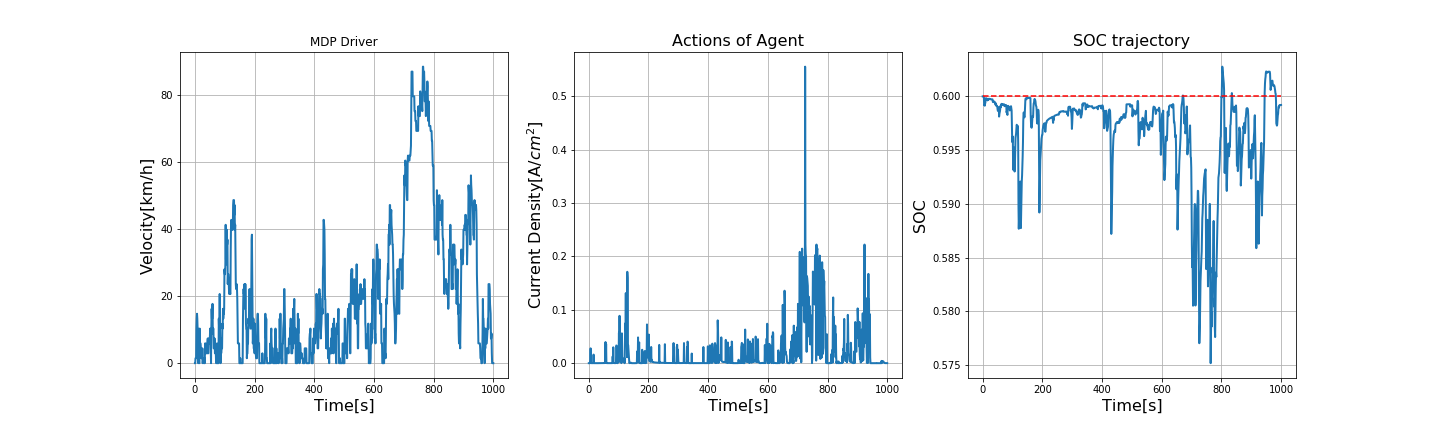 MDP Driver
Velocity[km/h]
80
60
40
20
0
0 200 400 600 800 1000
Time[s]
Actions of Agent
Current Density[A/cm²]
0.5
0.4
0.3
0.2
0.1
0.0
0 200 400 600 800 1000
Time[s]
SOC trajectory
SOC
0.600
0.595
0.590
0.585
0.580
0.575
0 200 400 600 800 1000
Time[s]